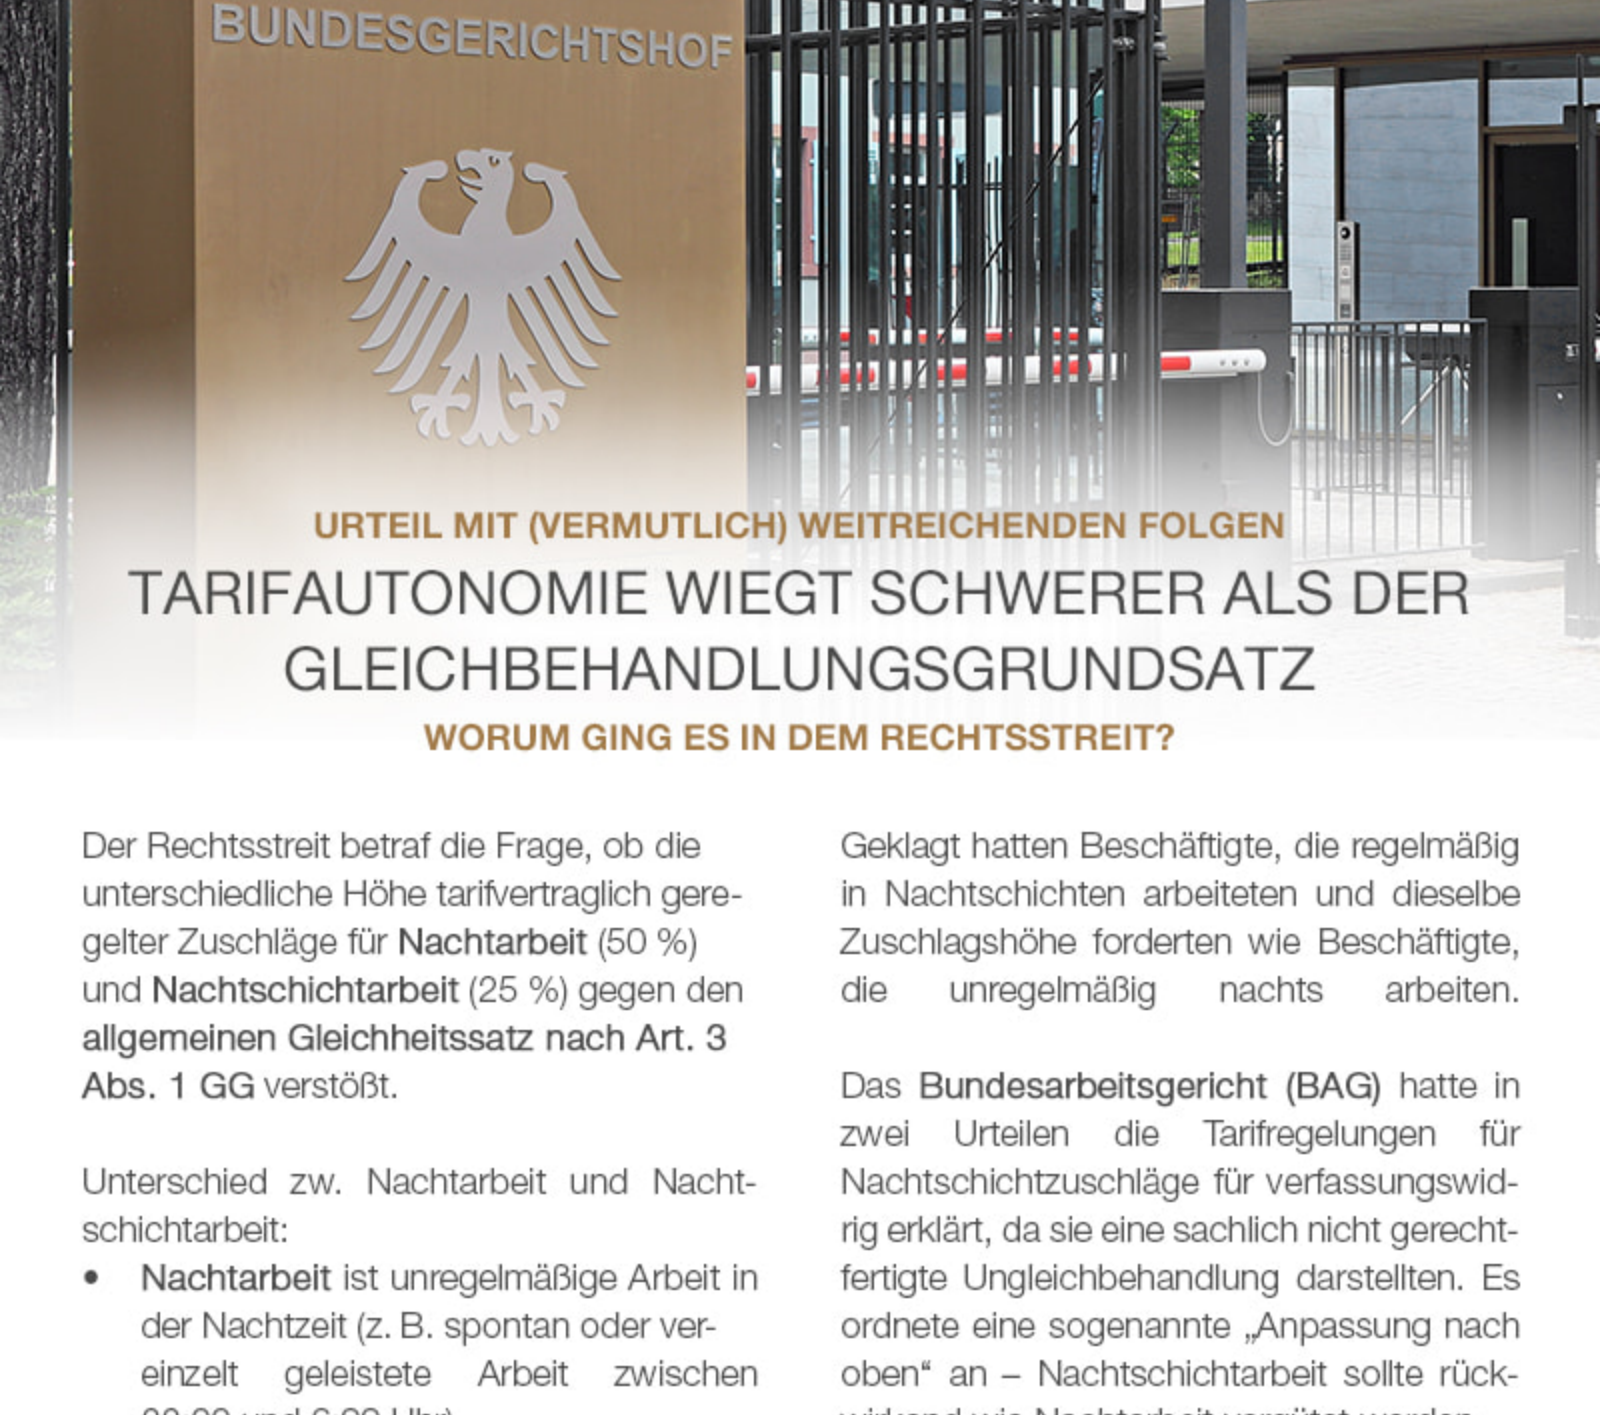 BUNDESGERICHTSHOF
URTEIL MIT (VERMUTLICH) WEITREICHENDEN FOLGEN
TARIFAUTONOMIE WIEGT SCHWERER ALS DER
GLEICHBEHANDLUNGSGRUNDSATZ
WORUM GING ES IN DEM RECHTSSTREIT?
Der Rechtsstreit betraf die Frage, ob die
unterschiedliche Höhe tarifvertraglich gere-
gelter Zuschläge für Nachtarbeit (50 %)
und Nachtschichtarbeit (25 %) gegen den
allgemeinen Gleichheitssatz nach Art. 3
Abs. 1 GG verstößt.
Unterschied zw. Nachtarbeit und Nacht-
schichtarbeit:
• Nachtarbeit ist unregelmäßige Arbeit in
der Nachtzeit (z. B. spontan oder ver-
einzelt geleistete Arbeit zwischen
Geklagt hatten Beschäftigte, die regelmäßig
in Nachtschichten arbeiteten und dieselbe
Zuschlagshöhe forderten wie Beschäftigte,
die unregelmäßig nachts arbeiten.
Das Bundesarbeitsgericht (BAG) hatte in
zwei Urteilen die Tarifregelungen für
Nachtschichtzuschläge für verfassungswid-
rig erklärt, da sie eine sachlich nicht gerecht-
fertigte Ungleichbehandlung darstellten. Es
ordnete eine sogenannte „Anpassung nach
oben“ an – Nachtschichtarbeit sollte rück-